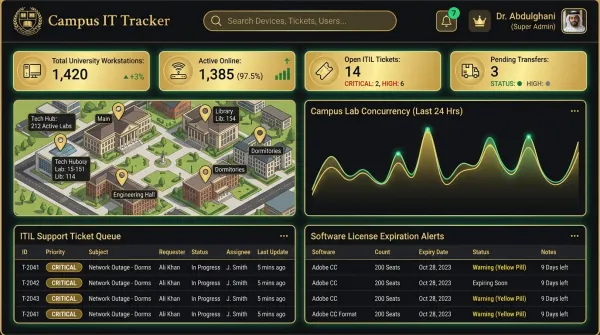 Campus IT Tracker
Search Devices, Tickets, Users...
7
Dr. Abdulghani
(Super Admin)
Total University Workstations:
1,420
+3%
Active Online:
1,385 (97.5%)
Open ITIL Tickets:
14
CRITICAL: 2, HIGH: 6
Pending Transfers:
3
STATUS: HIGH:
Tech Hub:
212 Active Labs
Main
Library
Lib: 154
Dormitories
Tech Hubory
Lab: 15-151
Lib: 114
Dormitories
Engineering Hall
Campus Lab Concurrency (Last 24 Hrs)
ITIL Support Ticket Queue
ID Priority Subject Requester Status Assignee Last Update
T-2041 CRITICAL Network Outage - Dorms Ali Khan In Progress J. Smith 5 mins ago
T-2042 CRITICAL Network Outage - Dorms Ali Khan In Progress J. Smith 5 mins ago
T-2043 CRITICAL Network Outage - Dorms Ali Khan In Progress J. Smith 5 mins ago
T-2041 CRITICAL Network Outage - Dorms Ali Khan In Progress J. Smith 5 mins ago
Software License Expiration Alerts
Software Count Expiry Date Status Notes
Adobe CC 200 Seats Oct 28, 2023 Warning (Yellow Pill) 9 Days left
Adobe CC 200 Seats Oct 28, 2023 Expiring Soon 9 Days left
Adobe CC 200 Seats Oct 28, 2023 Warning (Yellow Pill) 9 Days left
Adobe CC Format 200 Seats Oct 28, 2023 Warning (Yellow Pill) 9 Days left